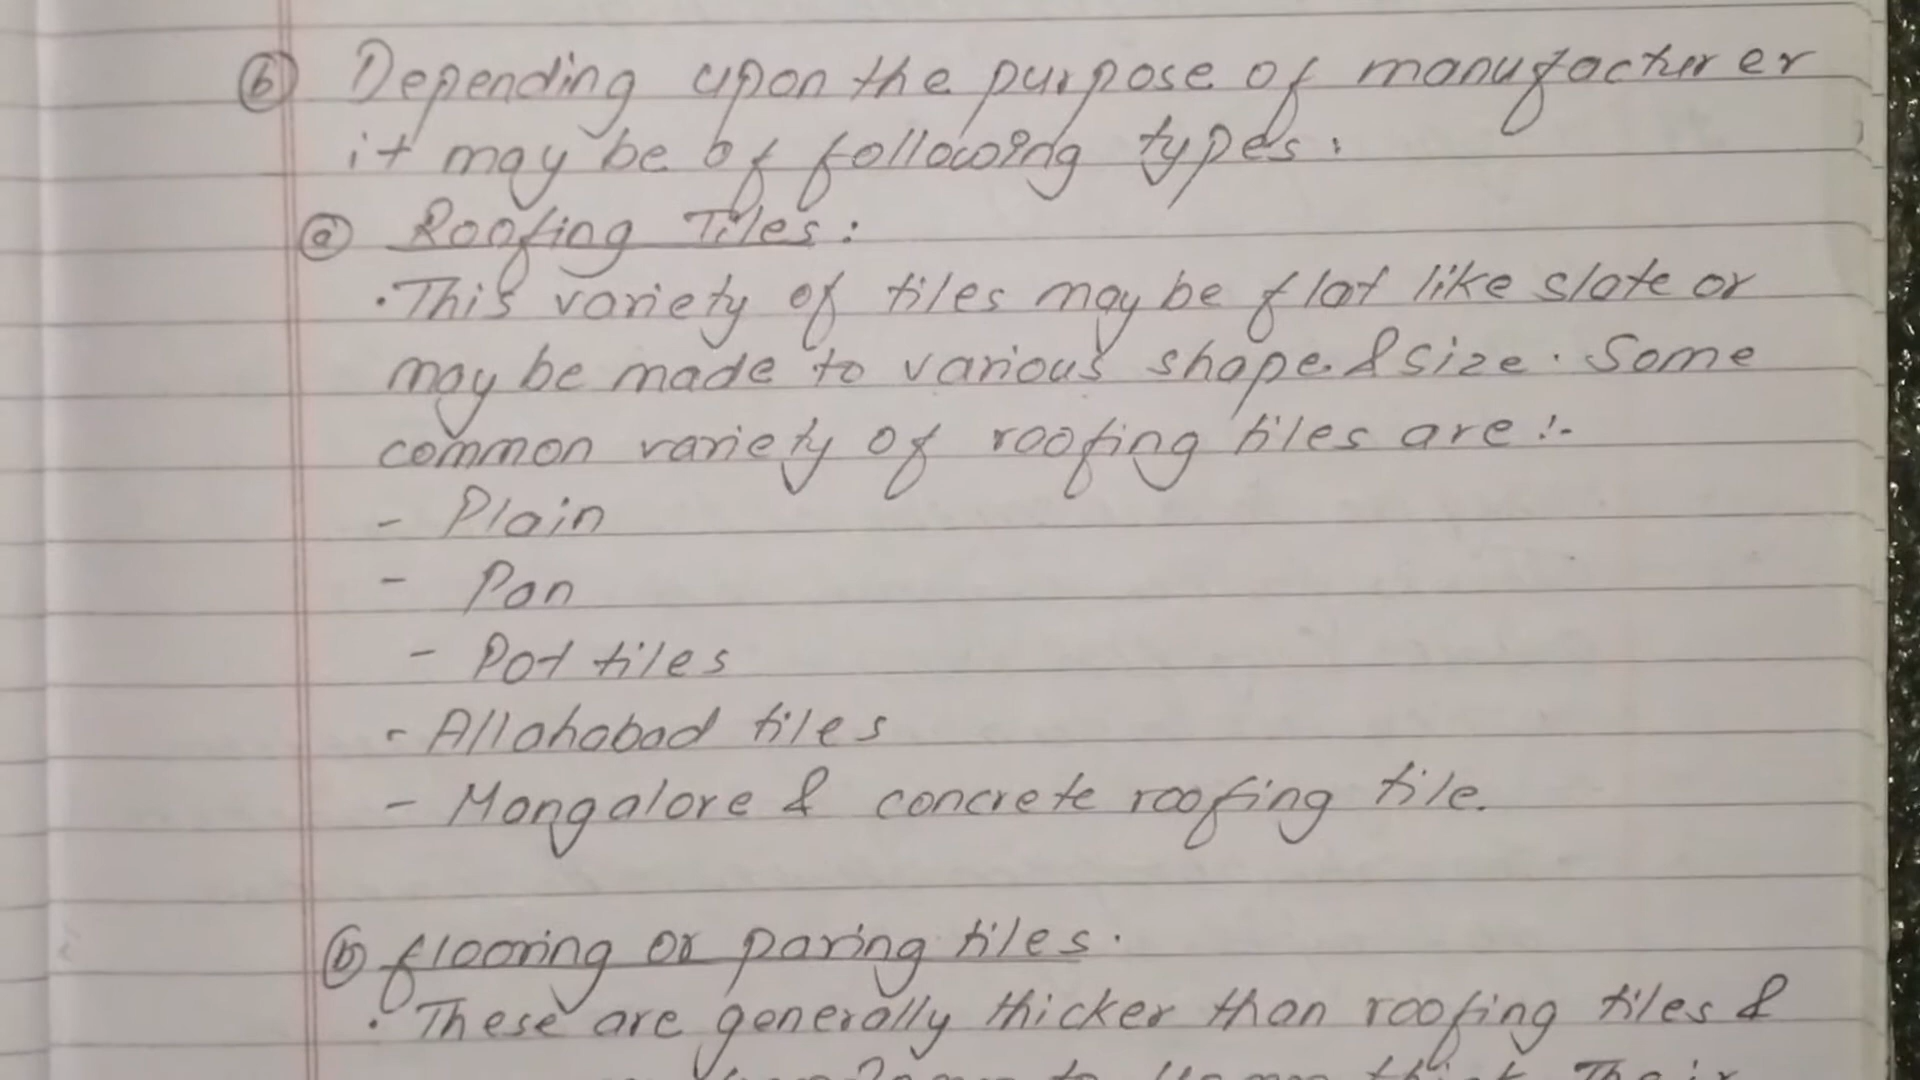 (b) Depending upon the purpose of manufacturer
it may be of following types.
(a) Roofing Tiles:
• This variety of tiles may be flat like slate or
may be made to various shape & size. Some
common variety of roofing tiles are :-
- Plain
- Pan
- Pot tiles
- Allahabad tiles
- Mangalore & concrete roofing tile.
(b) flooring or paring tiles.
• These are generally thicker than roofing tiles &